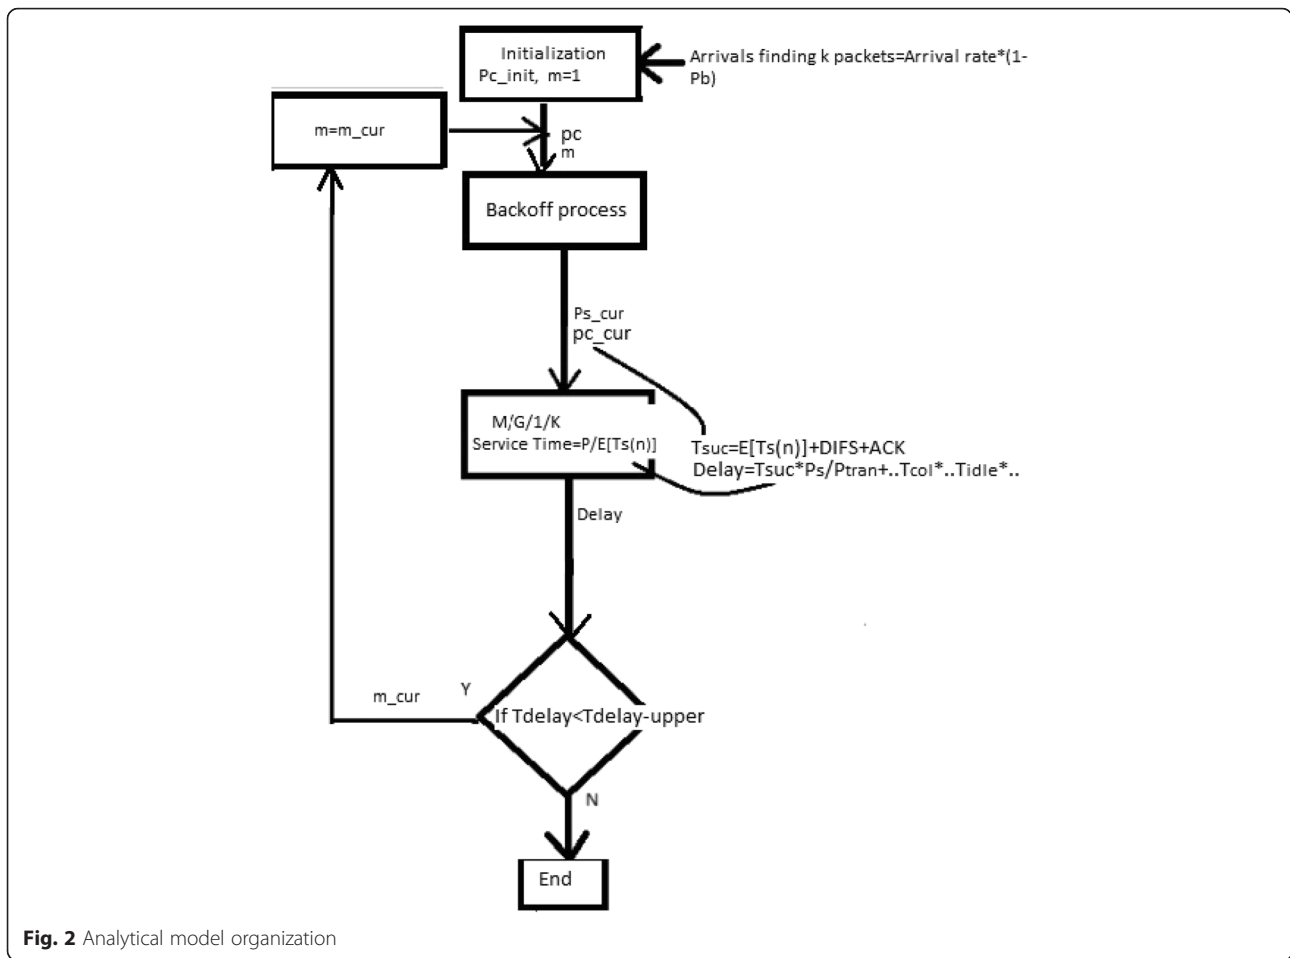 Initialization
Pc_init, m=1
Arrivals finding k packets=Arrival rate*(1-
Pb)
m=m_cur
pc
m
Backoff process
Ps_cur
pc_cur
M/G/1/K
Service Time=P/E[Ts(n)]
Tsuc=E[Ts(n)]+DIFS+ACK
Delay=Tsuc*Ps/Ptran+..Tcol*..Tidle*..
Delay
Y
m_cur
If Tdelay<Tdelay-upper
N
End
Fig. 2 Analytical model organization